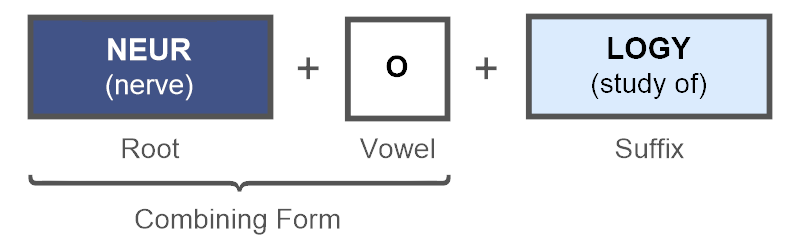 NEUR
(nerve)
+
O
+
LOGY
(study of)
Root
Vowel
Suffix
Combining Form